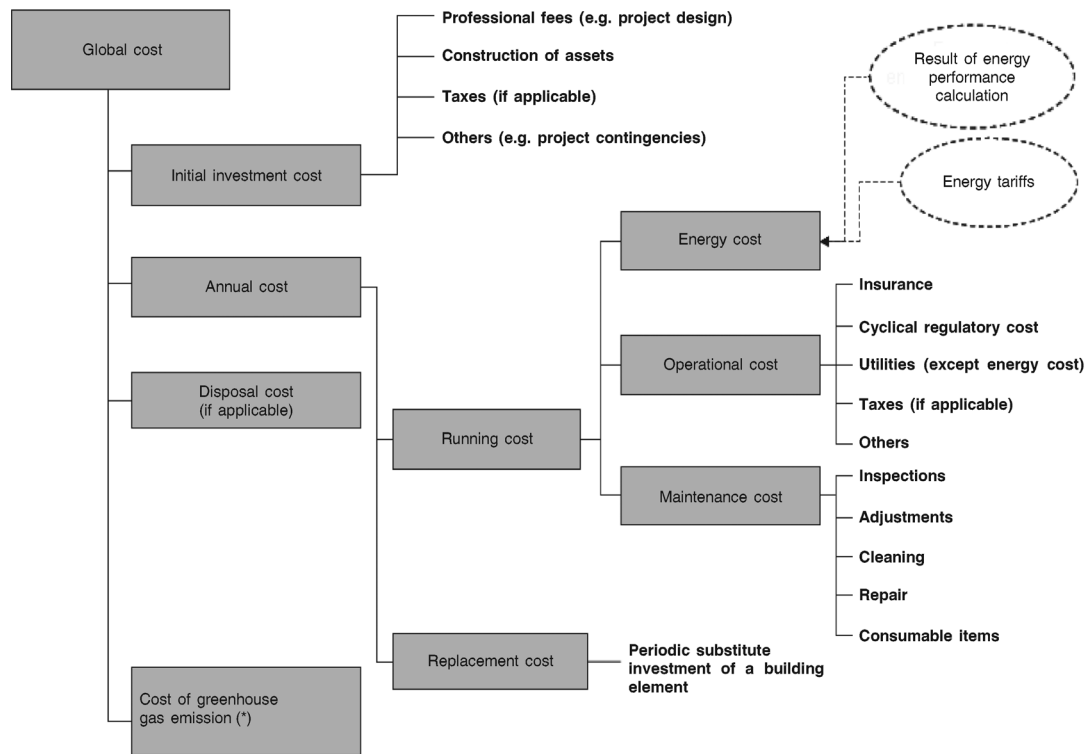 Global cost
Professional fees (e.g. project design)
Construction of assets
Taxes (if applicable)
Others (e.g. project contingencies)
Initial investment cost
Result of energy
performance
calculation
Energy tariffs
Annual cost
Disposal cost
(if applicable)
Running cost
Energy cost
Operational cost
Insurance
Cyclical regulatory cost
Utilities (except energy cost)
Taxes (if applicable)
Others
Maintenance cost
Inspections
Adjustments
Cleaning
Repair
Consumable items
Replacement cost
Periodic substitute
investment of a building
element
Cost of greenhouse
gas emission (*)